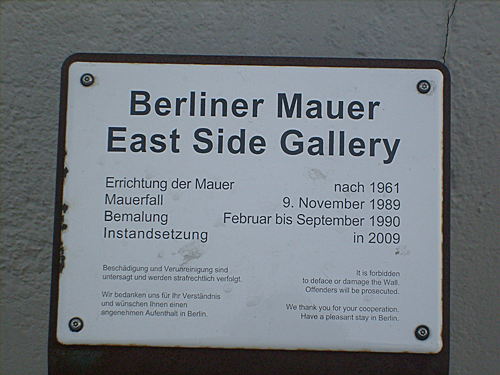 Berliner Mauer
East Side Gallery
Errichtung der Mauer nach 1961
Mauerfall 9. November 1989
Bemalung Februar bis September 1990
Instandsetzung in 2009
Beschädigung und Verunreinigung sind
untersagt und werden strafrechtlich verfolgt.
Wir bedanken uns für Ihr Verständnis
und wünschen Ihnen einen
angenehmen Aufenthalt in Berlin.
It is forbidden
to deface or damage the Wall.
Offenders will be prosecuted.
We thank you for your cooperation.
Have a pleasant stay in Berlin.